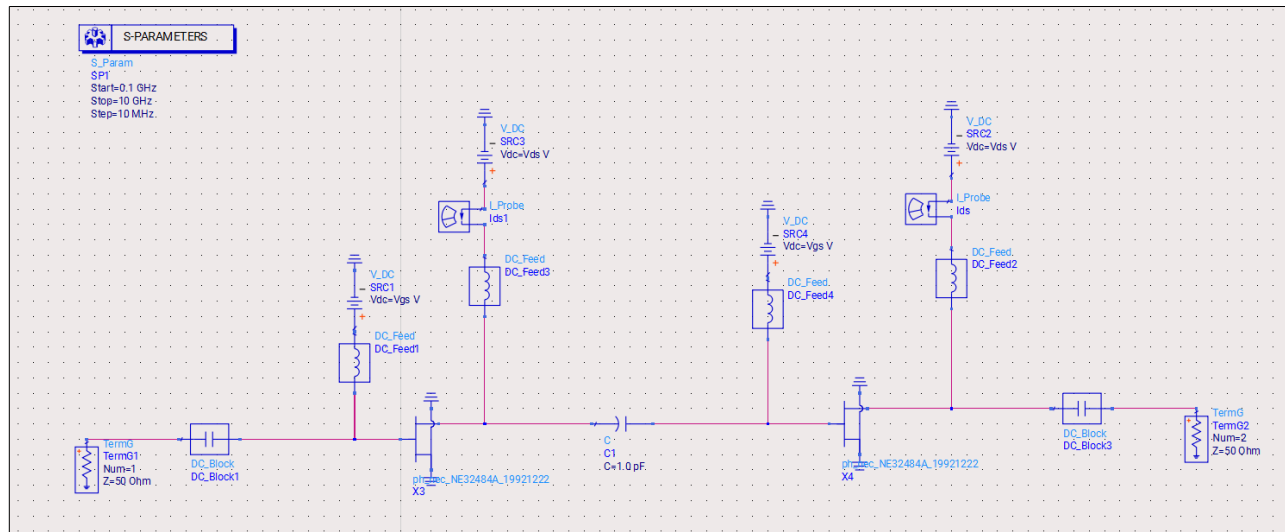 S-PARAMETERS
S_Param
SP1
Start=0.1 GHz
Stop=10 GHz
Step=10 MHz
V_DC
SRC3
Vdc=Vds V
I_Probe
Ids1
DC_Feed
DC_Feed3
V_DC
SRC2
Vdc=Vds V
I_Probe
Ids
DC_Feed
DC_Feed2
V_DC
SRC4
Vdc=Vgs V
DC_Feed
DC_Feed4
V_DC
SRC1
Vdc=Vgs V
DC_Feed
DC_Feed1
TermG
TermG1
Num=1
Z=50 Ohm
DC_Block
DC_Block1
X3
C
C1
C=1.0 pF
X4
DC_Block
DC_Block3
TermG
TermG2
Num=2
Z=50 Ohm